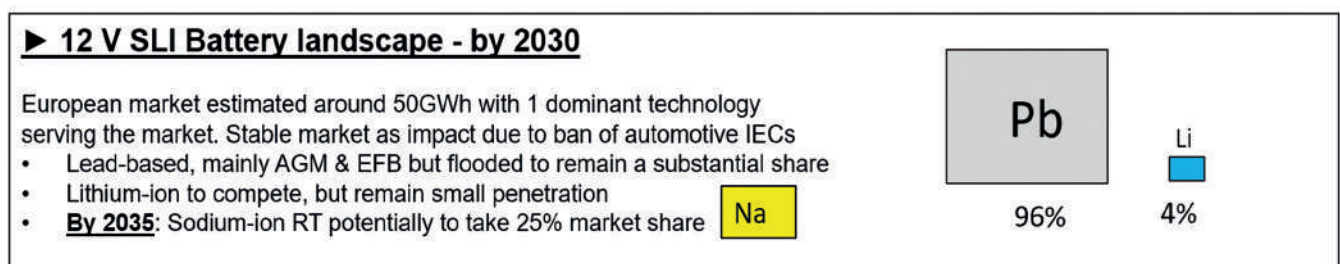 ► 12 V SLI Battery landscape - by 2030
European market estimated around 50GWh with 1 dominant technology
serving the market. Stable market as impact due to ban of automotive IECs
• Lead-based, mainly AGM & EFB but flooded to remain a substantial share
• Lithium-ion to compete, but remain small penetration
• By 2035: Sodium-ion RT potentially to take 25% market share
Na
Pb
96%
Li
4%